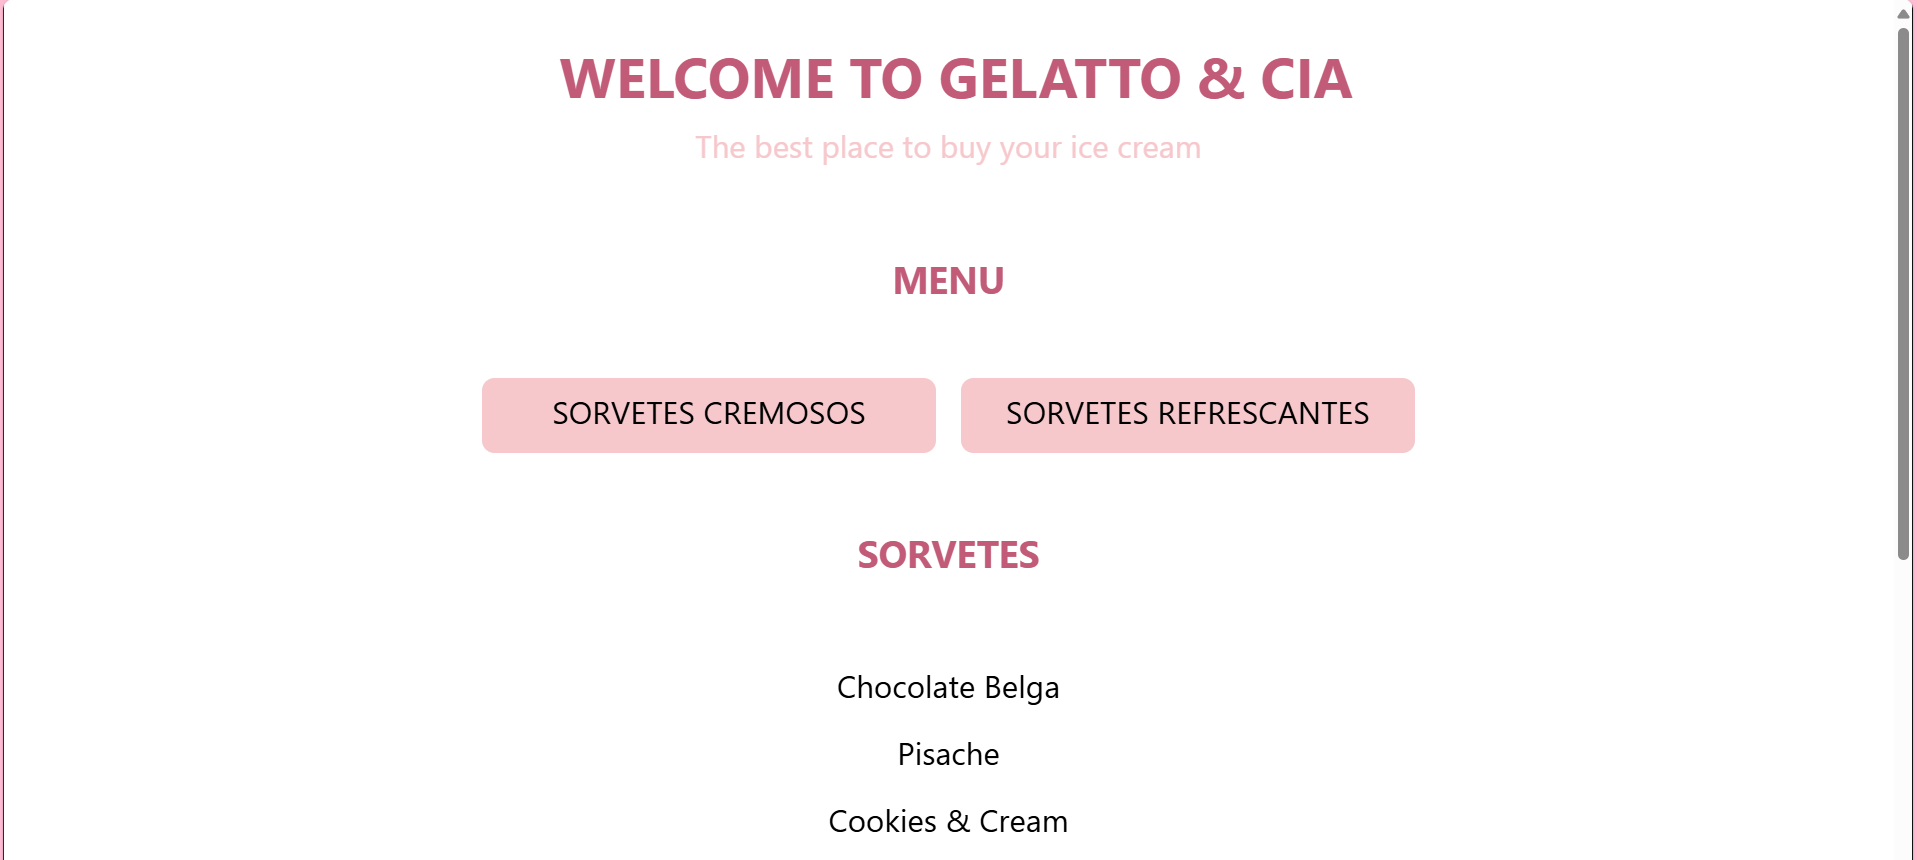 WELCOME TO GELATTO & CIA
The best place to buy your ice cream
MENU
SORVETES CREMOSOS
SORVETES REFRESCANTES
SORVETES
Chocolate Belga
Pisache
Cookies & Cream